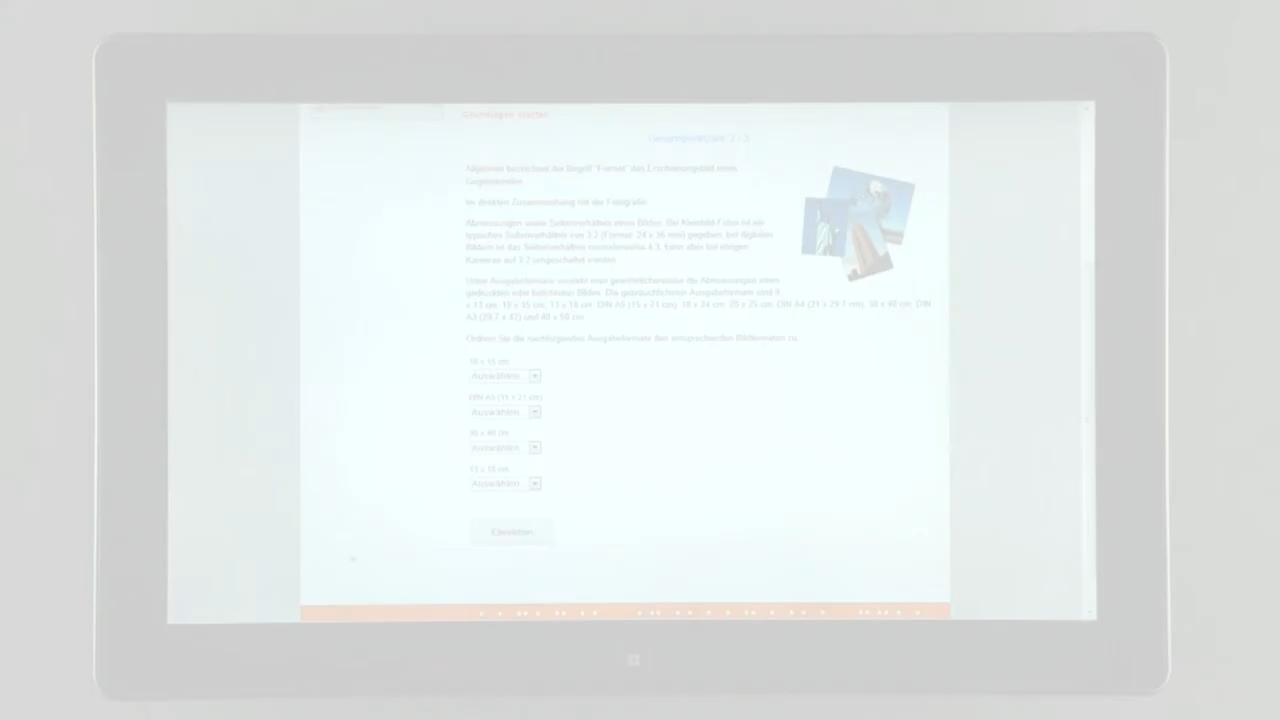 Grundlagen starten
Gesamtpunktzahl: 2 / 3
Allgemein bezeichnet der Begriff "Format" das Erscheinungsbild eines
Gegenstandes.
Im direkten Zusammenhang mit der Fotografie:
Abmessungen sowie Seitenverhältnis eines Bildes. Bei Kleinbild-Fotos ist ein
typisches Seitenverhältnis von 3:2 (Format: 24 x 36 mm) gegeben, bei digitalen
Bildern ist das Seitenverhältnis normalerweise 4:3, kann aber bei einigen
Kameras auf 3:2 umgeschaltet werden.
Unter Ausgabeformate versteht man gewöhnlicherweise die Abmessungen eines
gedruckten oder belichteten Bildes. Die gebräuchlichsten Ausgabeformate sind 9
x 13 cm, 10 x 15 cm, 13 x 18 cm, DIN A5 (15 x 21 cm), 18 x 24 cm, 20 x 25 cm, DIN A4 (21 x 29.7 cm), 30 x 40 cm, DIN
A3 (29.7 x 42) und 40 x 50 cm.
Ordnen Sie die nachfolgenden Ausgabeformate den entsprechenden Bildformaten zu.
10 x 15 cm
Auswählen
DIN A5 (15 x 21 cm)
Auswählen
30 x 40 cm
Auswählen
13 x 18 cm
Auswählen